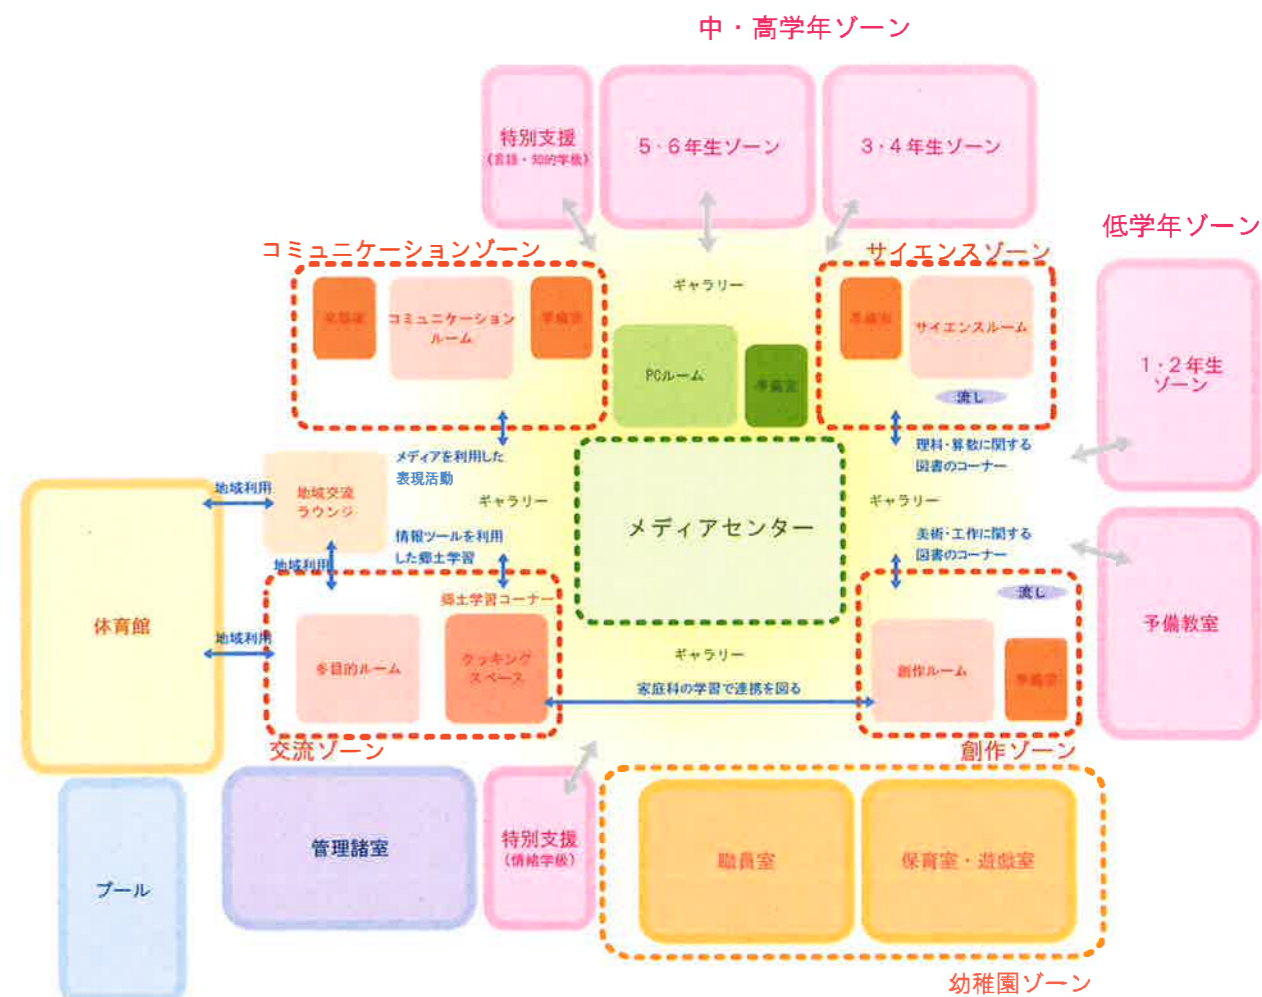 中・高学年ゾーン
特別支援
(言語・知的学級)
5・6年生ゾーン
3・4年生ゾーン
低学年ゾーン
コミュニケーションゾーン
サイエンスゾーン
ギャラリー
コミュニケーション
ルーム
準備室
準備室
サイエンスルーム
PCルーム
準備室
流し
1・2年生
ゾーン
メディアを利用した
表現活動
理科・算数に関する
図書のコーナー
地域利用
地域交流
ラウンジ
ギャラリー
メディアセンター
ギャラリー
情報ツールを利用
した郷土学習
美術・工作に関する
図書のコーナー
地域利用
郷土学習コーナー
流し
体育館
地域利用
多目的ルーム
クッキング
スペース
ギャラリー
家庭科の学習で連携を図る
創作ルーム
準備室
予備教室
交流ゾーン
創作ゾーン
プール
管理諸室
特別支援
(情緒学級)
職員室
保育室・遊戯室
幼稚園ゾーン